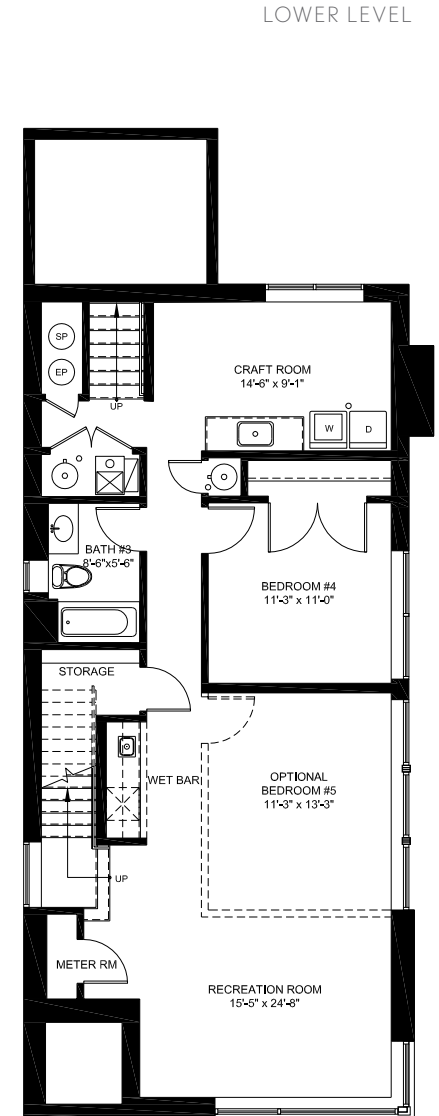 LOWER LEVEL
SP
EP
UP
CRAFT ROOM
14'-6" x 9'-1"
W
D
BATH #3
8'-6"x5'-6"
BEDROOM #4
11'-3" x 11'-0"
STORAGE
WET BAR
OPTIONAL
BEDROOM #5
11'-3" x 13'-3"
UP
METER RM
RECREATION ROOM
15'-5" x 24'-8"